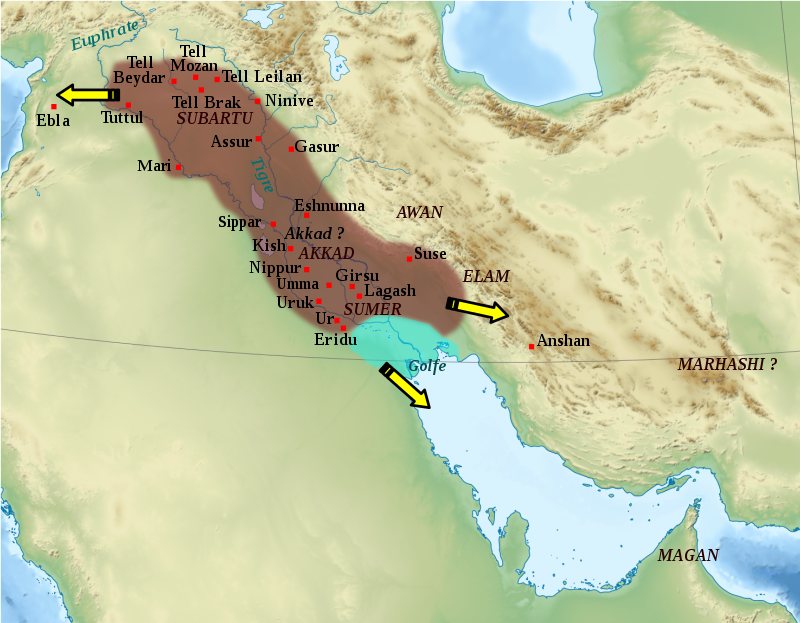 Euphrate
Tell
Mozan
Tell
Beydar
Tell Leilan
Tell Brak
Ninive
Ebla
Tuttul
SUBARTU
Assur
Gasur
Mari
Tigre
Eshnunna
AWAN
Sippar
Akkad ?
Kish
AKKAD
Suse
Nippur
Girsu
ELAM
Umma
Lagash
Uruk
SUMER
Ur
Eridu
Anshan
Golfe
MARHASHI ?
MAGAN